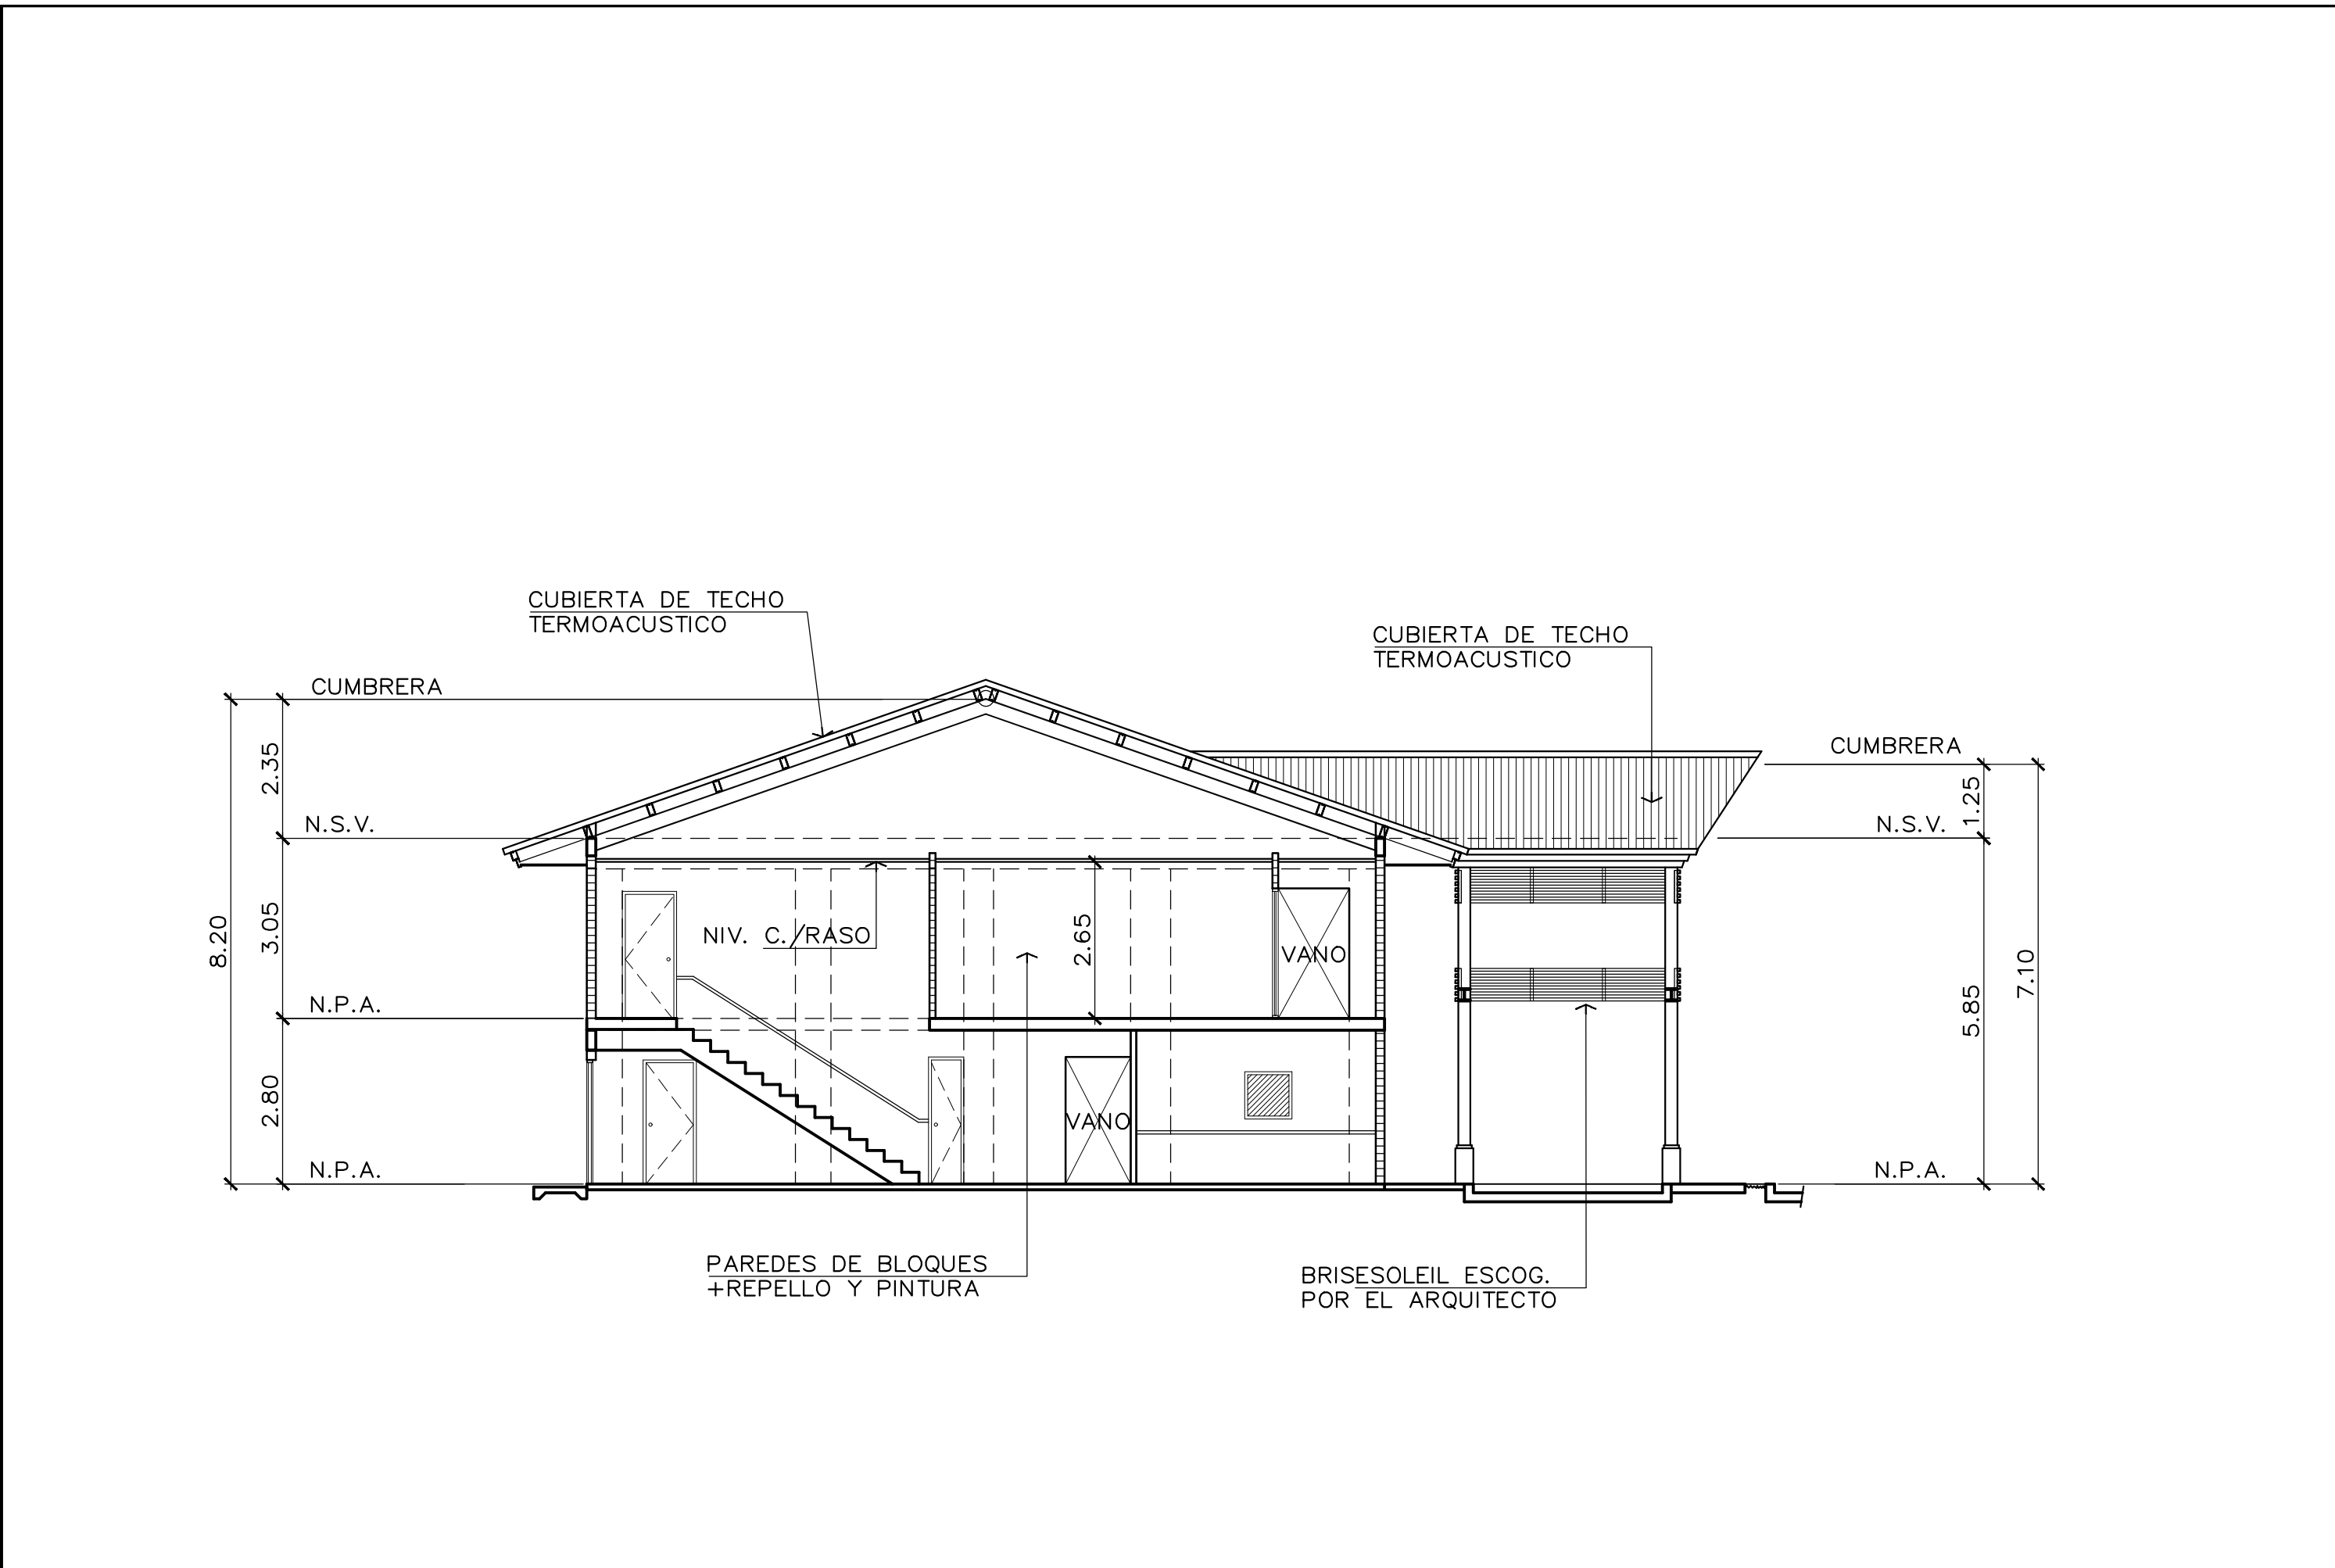 CUBIERTA DE TECHO
TERMOACUSTICO
CUBIERTA DE TECHO
TERMOACUSTICO
CUMBRERA
CUMBRERA
2.35
1.25
N.S.V.
N.S.V.
8.20
3.05
NIV. C./RASO
2.65
VANO
7.10
5.85
N.P.A.
2.80
VANO
N.P.A.
N.P.A.
PAREDES DE BLOQUES
+REPELLO Y PINTURA
BRISESOLEIL ESCOG.
POR EL ARQUITECTO